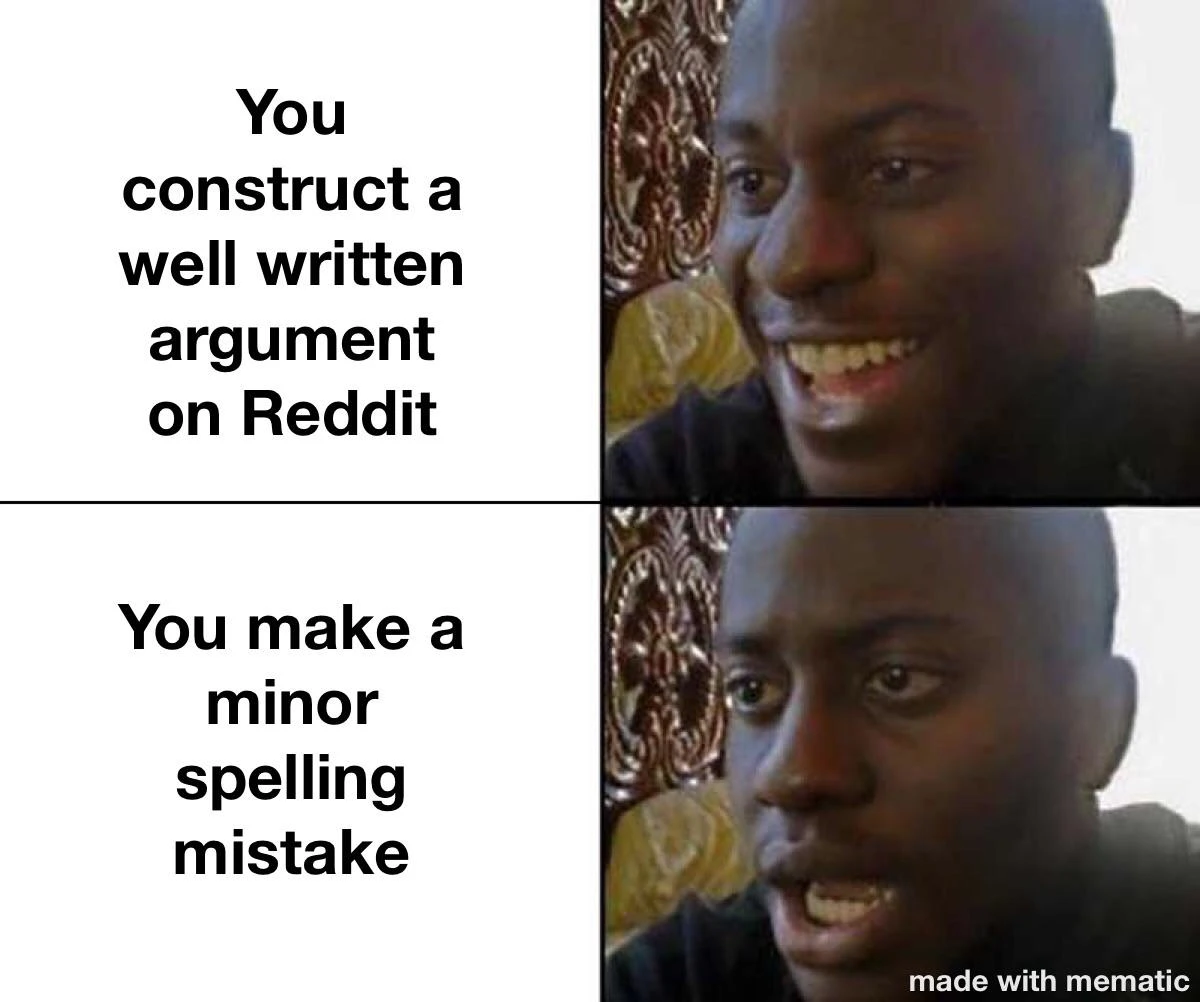 You
construct a
well written
argument
on Reddit
You make a
minor
spelling
mistake
made with mematic